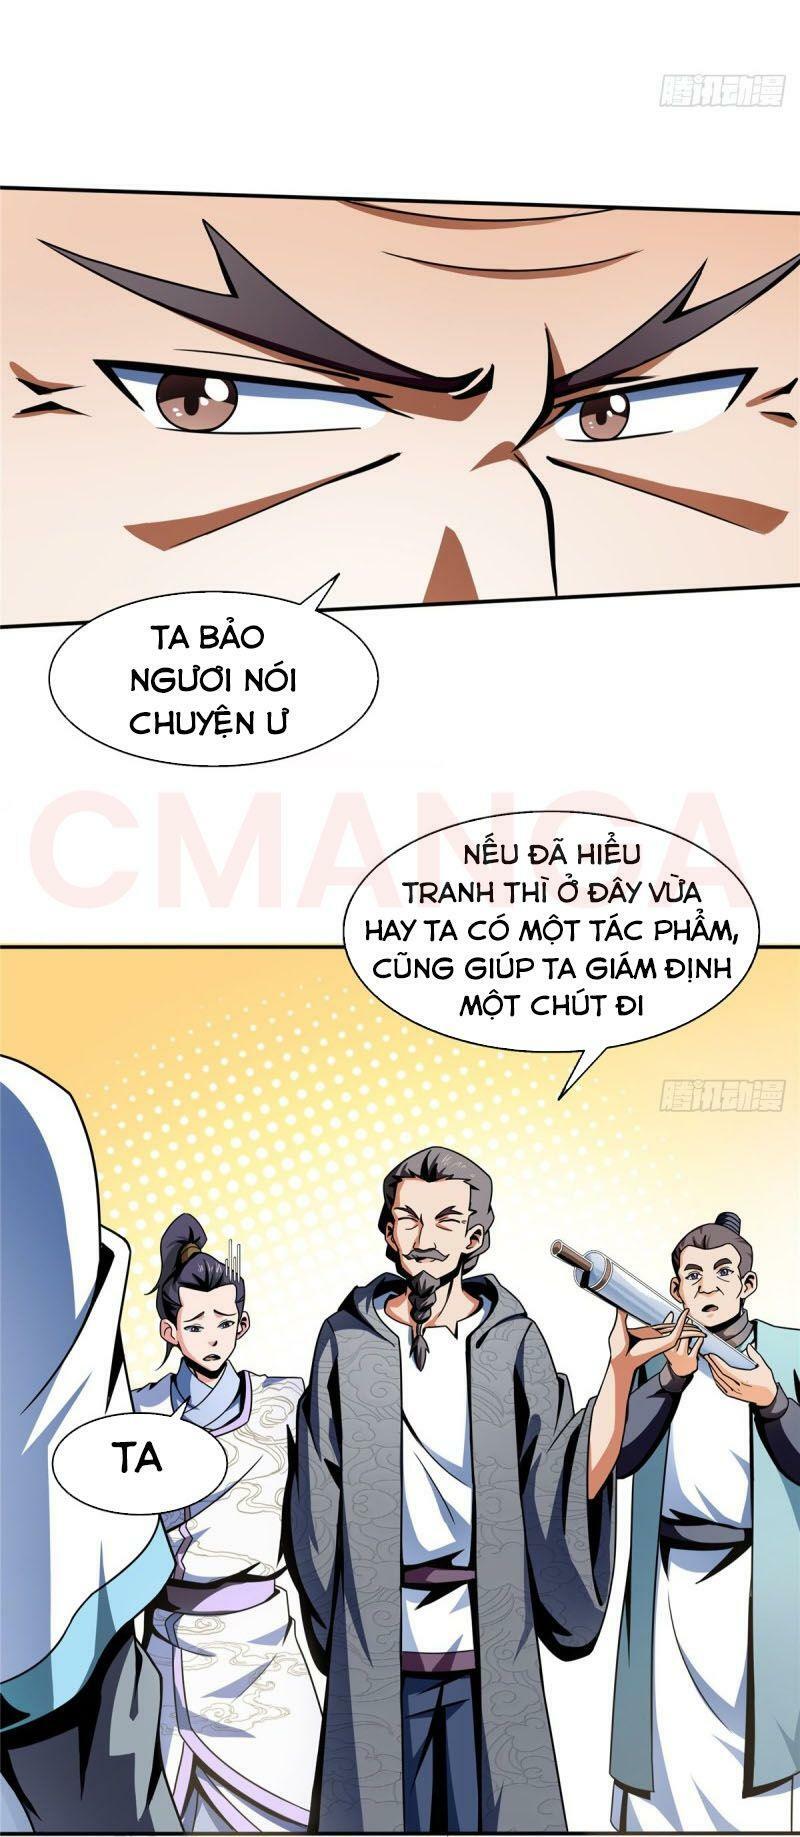 腾讯动漫
TA BẢO
NGƯƠI NÓI
CHUYỆN Ư
CMANGA
NẾU ĐÃ HIỂU
TRANH THÌ Ở ĐÂY VỪA
HAY TA CÓ MỘT TÁC PHẨM,
CŨNG GIÚP TA GIÁM ĐỊNH
MỘT CHÚT ĐI
腾讯动漫
TA